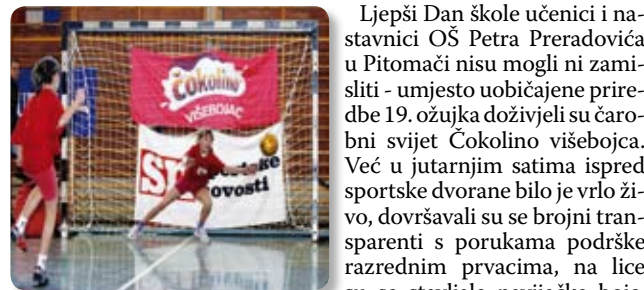 čokolino
VIŠEBOJAC
SN
ovosti
Ljepši Dan škole učenici i na-
stavnici OŠ Petra Preradovića
u Pitomači nisu mogli ni zami-
sliti - umjesto uobičajene prire-
dbe 19. ožujka doživjeli su čaro-
bni svijet Čokolino višebojca.
Već u jutarnjim satima ispred
sportske dvorane bilo je vrlo ži-
vo, dovršavali su se brojni tran-
sparenti s porukama podrške
razrednim prvacima, na lice